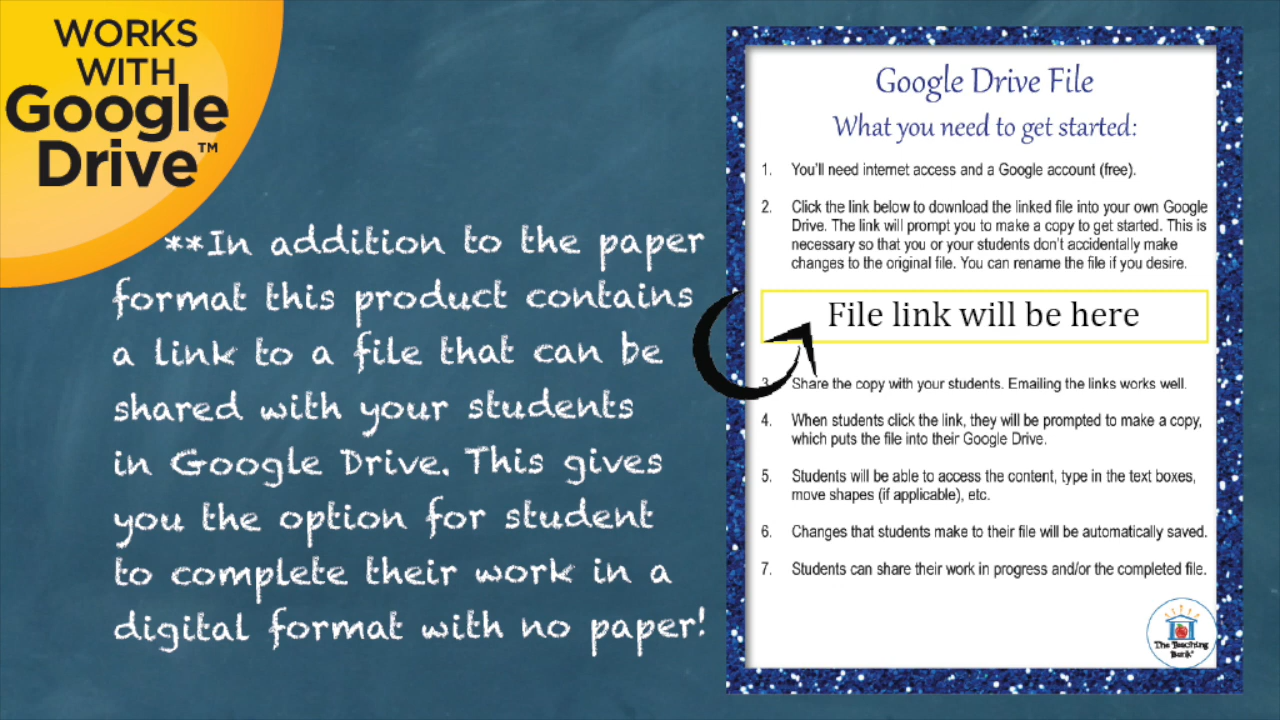 WORKS
WITH
Google
Drive™
**In addition to the paper
format this product contains
a link to a file that can be
shared with your students
in Google Drive. This gives
you the option for student
to complete their work in a
digital format with no paper!
Google Drive File
What you need to get started:
1. You'll need internet access and a Google account (free).
2. Click the link below to download the linked file into your own Google
Drive. The link will prompt you to make a copy to get started. This is
necessary so that you or your students don't accidentally make
changes to the original file. You can rename the file if you desire.
File link will be here
3. Share the copy with your students. Emailing the links works well.
4. When students click the link, they will be prompted to make a copy,
which puts the file into their Google Drive.
5. Students will be able to access the content, type in the text boxes,
move shapes (if applicable), etc.
6. Changes that students make to their file will be automatically saved.
7. Students can share their work in progress and/or the completed file.
The Teaching
Bank